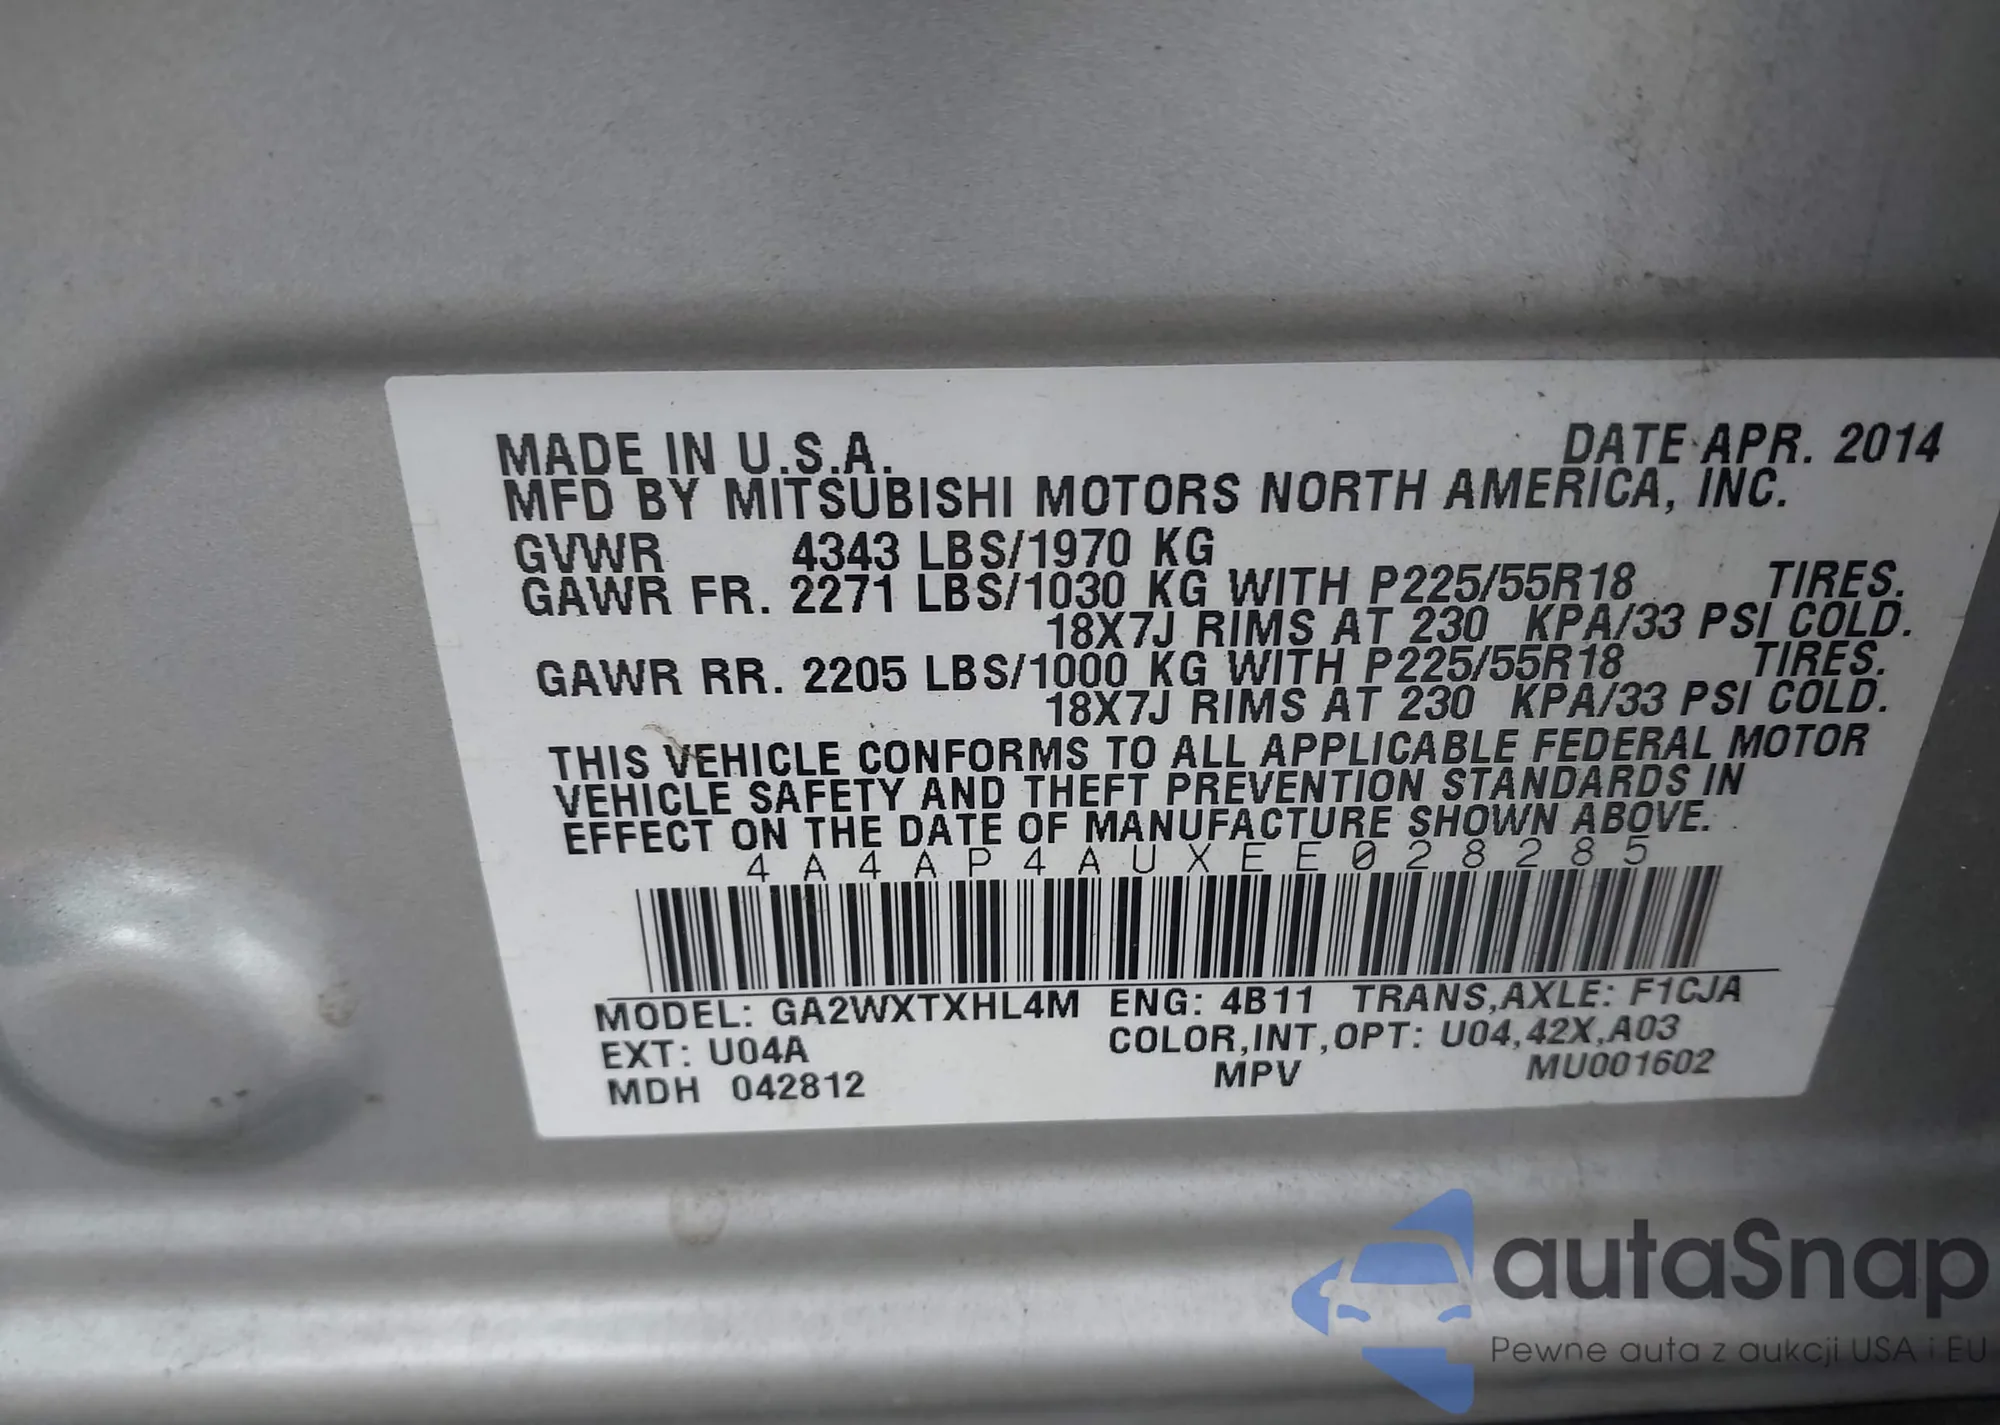 MADE IN U.S.A. DATE APR. 2014
MFD BY MITSUBISHI MOTORS NORTH AMERICA, INC.
GVWR 4343 LBS/1970 KG
GAWR FR. 2271 LBS/1030 KG WITH P225/55R18 TIRES.
18X7J RIMS AT 230 KPA/33 PSI COLD.
GAWR RR. 2205 LBS/1000 KG WITH P225/55R18 TIRES.
18X7J RIMS AT 230 KPA/33 PSI COLD.
THIS VEHICLE CONFORMS TO ALL APPLICABLE FEDERAL MOTOR
VEHICLE SAFETY AND THEFT PREVENTION STANDARDS IN
EFFECT ON THE DATE OF MANUFACTURE SHOWN ABOVE.
4A4AP4AUXEE028285
MODEL: GA2WXTXHL4M ENG: 4B11 TRANS,AXLE: F1CJA
EXT: U04A COLOR,INT,OPT: U04,42X,A03
MDH 042812 MPV MU001602
autaSnap
Pewne auta z aukcji USA i EU